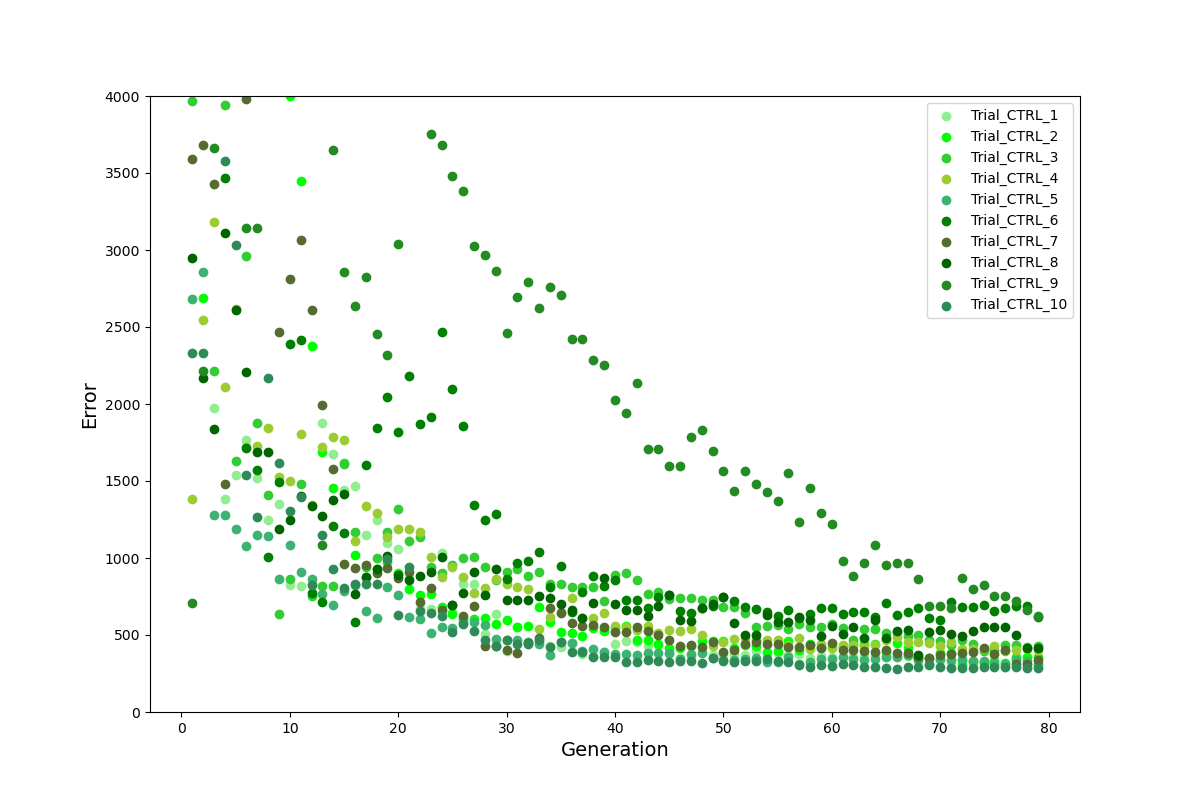 4000
3500
3000
2500
2000
1500
1000
500
0
Error
0 10 20 30 40 50 60 70 80
Generation
Trial_CTRL_1
Trial_CTRL_2
Trial_CTRL_3
Trial_CTRL_4
Trial_CTRL_5
Trial_CTRL_6
Trial_CTRL_7
Trial_CTRL_8
Trial_CTRL_9
Trial_CTRL_10